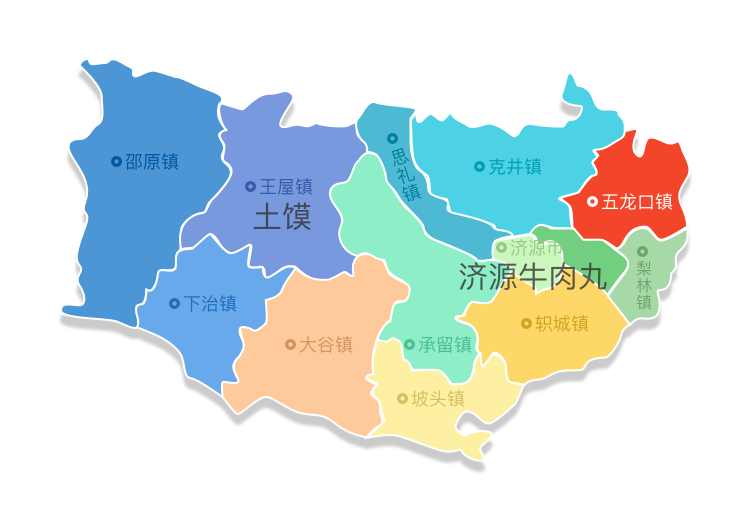 邵原镇
王屋镇
土馍
思礼镇
克井镇
五龙口镇
济源市
济源牛肉丸
梨林镇
下冶镇
大谷镇
承留镇
轵城镇
坡头镇